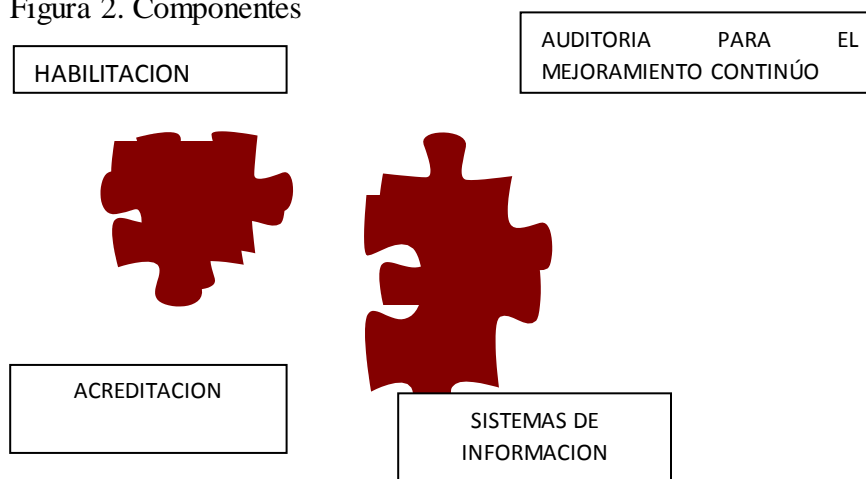 Figura 2. Componentes
HABILITACION
AUDITORIA PARA EL
MEJORAMIENTO CONTINÚO
ACREDITACION
SISTEMAS DE
INFORMACION